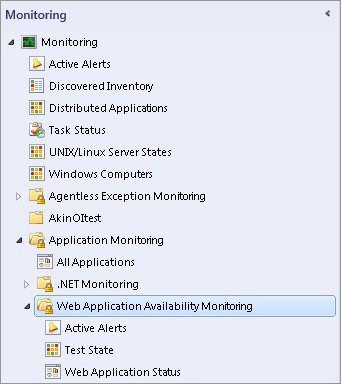 Monitoring
Monitoring
Active Alerts
Discovered Inventory
Distributed Applications
Task Status
UNIX/Linux Server States
Windows Computers
Agentless Exception Monitoring
AkinOItest
Application Monitoring
All Applications
.NET Monitoring
Web Application Availability Monitoring
Active Alerts
Test State
Web Application Status